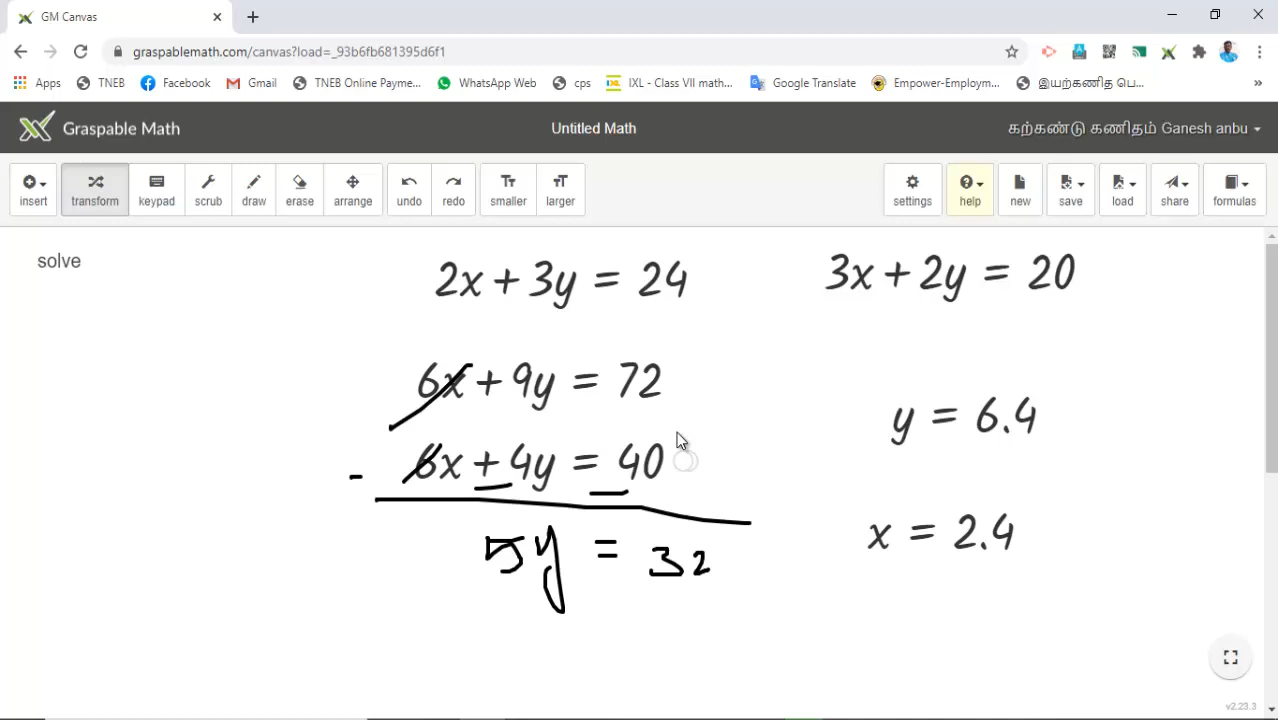 GM Canvas
graspablemath.com/canvas?load=_93b6fb681395d6f1
Apps TNEB Facebook Gmail TNEB Online Payme... WhatsApp Web cps IXL - Class VII math... Google Translate Empower-Employm... இயற்கணித பெ... »
Graspable Math Untitled Math கற்கண்டு கணிதம் Ganesh anbu
insert transform keypad scrub draw erase arrange undo redo smaller larger settings help new save load share formulas
solve
2x + 3y = 24 3x + 2y = 20
6x + 9y = 72
y = 6.4
- 6x + 4y = 40
5y = 32
x = 2.4
v2.23.3